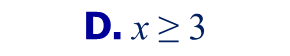 D. x ≥ 3